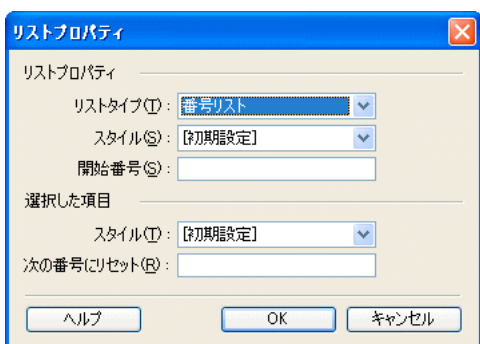 リストプロパティ
リストプロパティ
リストタイプ(T): 番号リスト
スタイル(S): [初期設定]
開始番号(S):
選択した項目
スタイル(T): [初期設定]
次の番号にリセット(R):
ヘルプ OK キャンセル